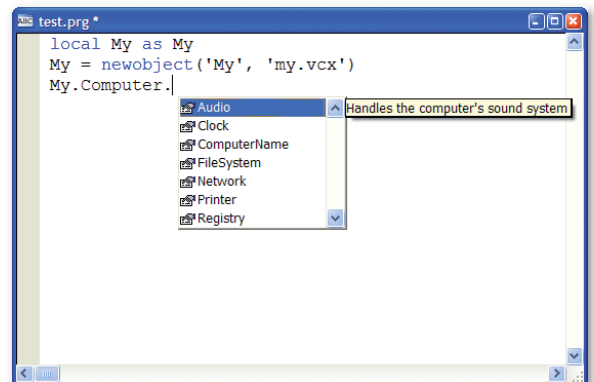 test.prg *
local My as My
My = newobject('My', 'my.vcx')
My.Computer.
Audio
Handles the computer's sound system
Clock
ComputerName
FileSystem
Network
Printer
Registry